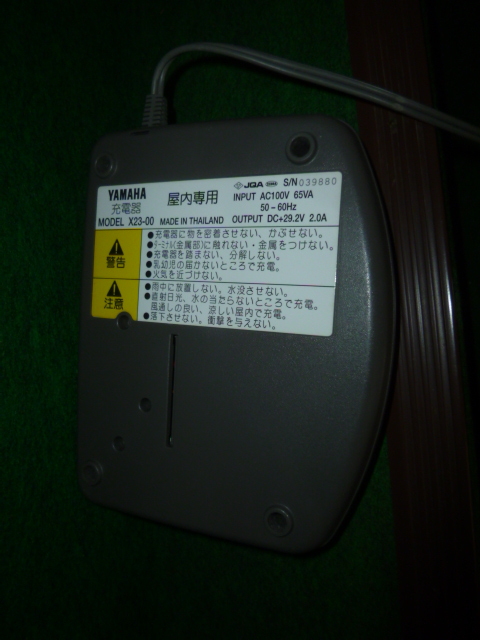 YAMAHA 屋内専用 JQA S/N 039880
充電器 INPUT AC100V 65VA
50~60Hz
MODEL X23-00 MADE IN THAILAND OUTPUT DC+29.2V 2.0A
警告
●充電器に物を密着させない、かぶせない。
●ターミナル(金属部)に触れない・金属をつけない。
●充電器を踏まない、分解しない。
●乳幼児の届かないところで充電。
●火気を近づけない。
注意
●雨中に放置しない。水没させない。
●直射日光、水の当たらないところで充電。
風通しの良い、涼しい屋内で充電。
●落下させない。衝撃を与えない。